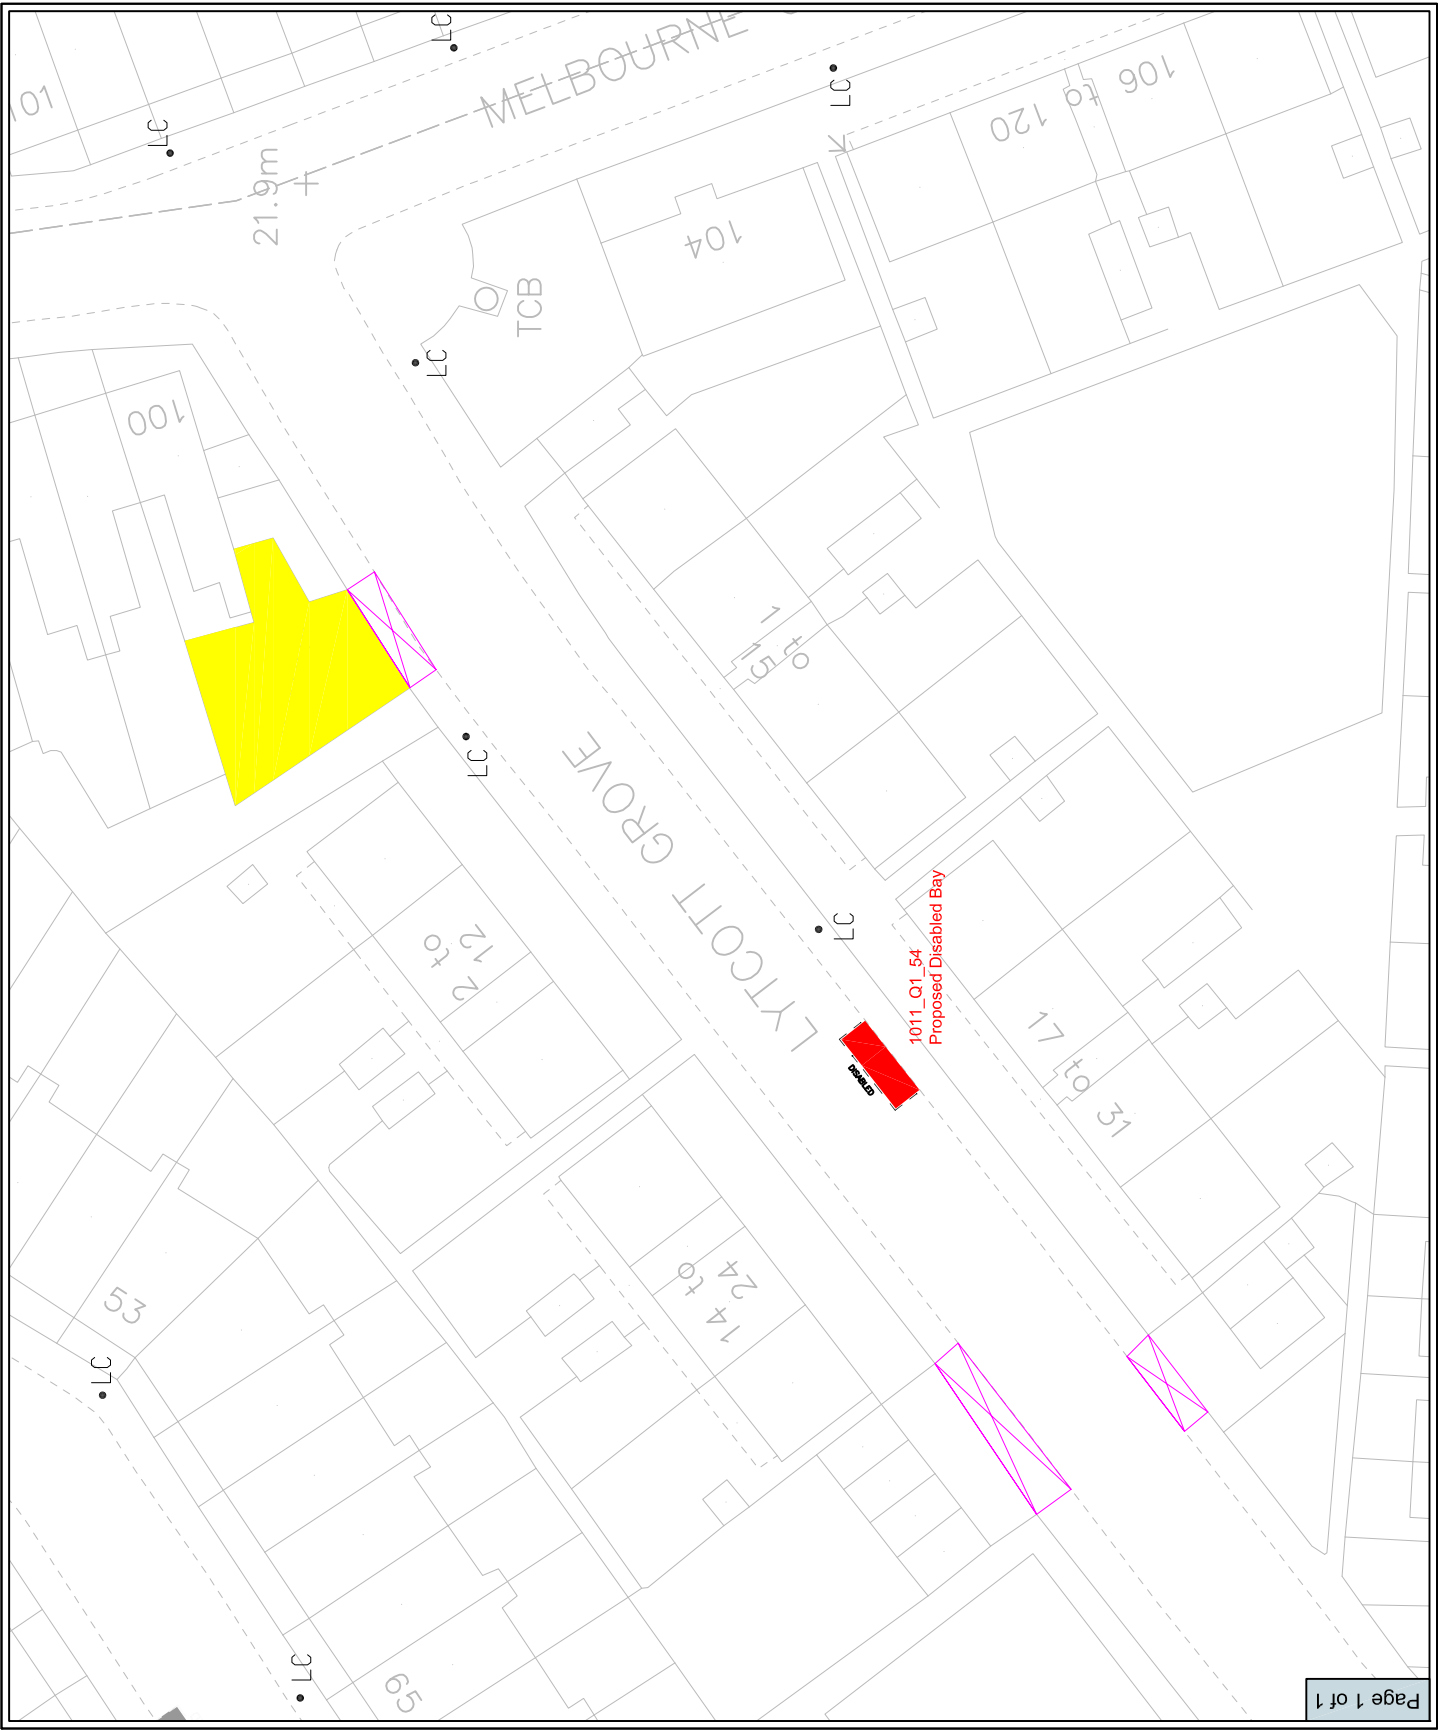 LC
MELBOURNE
101
LC
LC
106
120 to
21.9m
104
TCB
LC
100
1 to
15
LC
LYTCOTT GROVE
2 to
12
LC
1011_Q1_54
Proposed Disabled Bay
DISABLED
17 to
31
14 to
24
53
LC
LC
65
Page 1 of 1